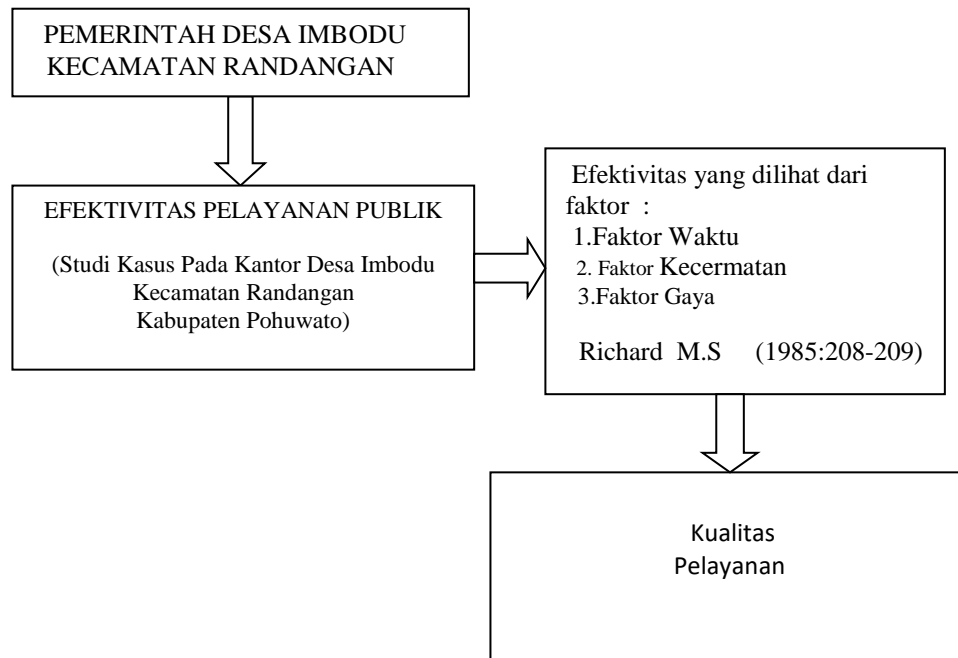 PEMERINTAH DESA IMBODU
KECAMATAN RANDANGAN
EFEKTIVITAS PELAYANAN PUBLIK
(Studi Kasus Pada Kantor Desa Imbodu
Kecamatan Randangan
Kabupaten Pohuwato)
Efektivitas yang dilihat dari
faktor :
1.Faktor Waktu
2. Faktor Kecermatan
3.Faktor Gaya
Richard M.S (1985:208-209)
Kualitas
Pelayanan